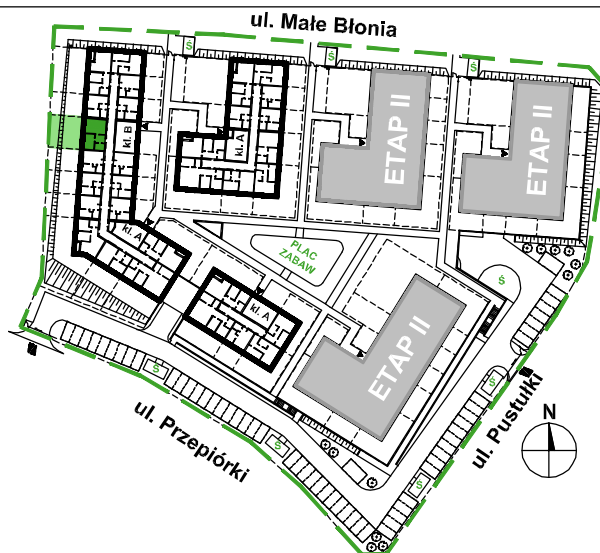 ul. Małe Błonia
Ś
Ś
Ś
kl. B
kl. A
ETAP II
ETAP II
kl. A
PLAC
ZABAW
Ś
kl. A
ETAP II
Ś
Ś
ul. Pustułki
N
ul. Przepiórki
Ś
Ś